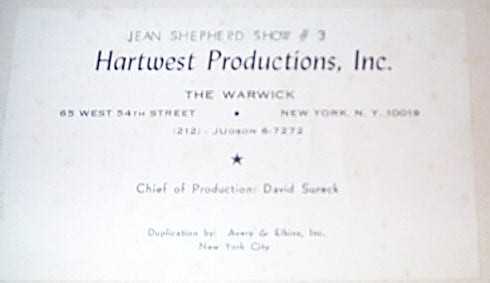 JEAN SHEPHERD SHOW # 3
Hartwest Productions, Inc.
THE WARWICK
65 WEST 54TH STREET • NEW YORK, N. Y. 10019
(212) - JUDSON 6-7272
★
Chief of Production: David Sureck
Duplication by: Avery & Elkins, Inc.
New York City